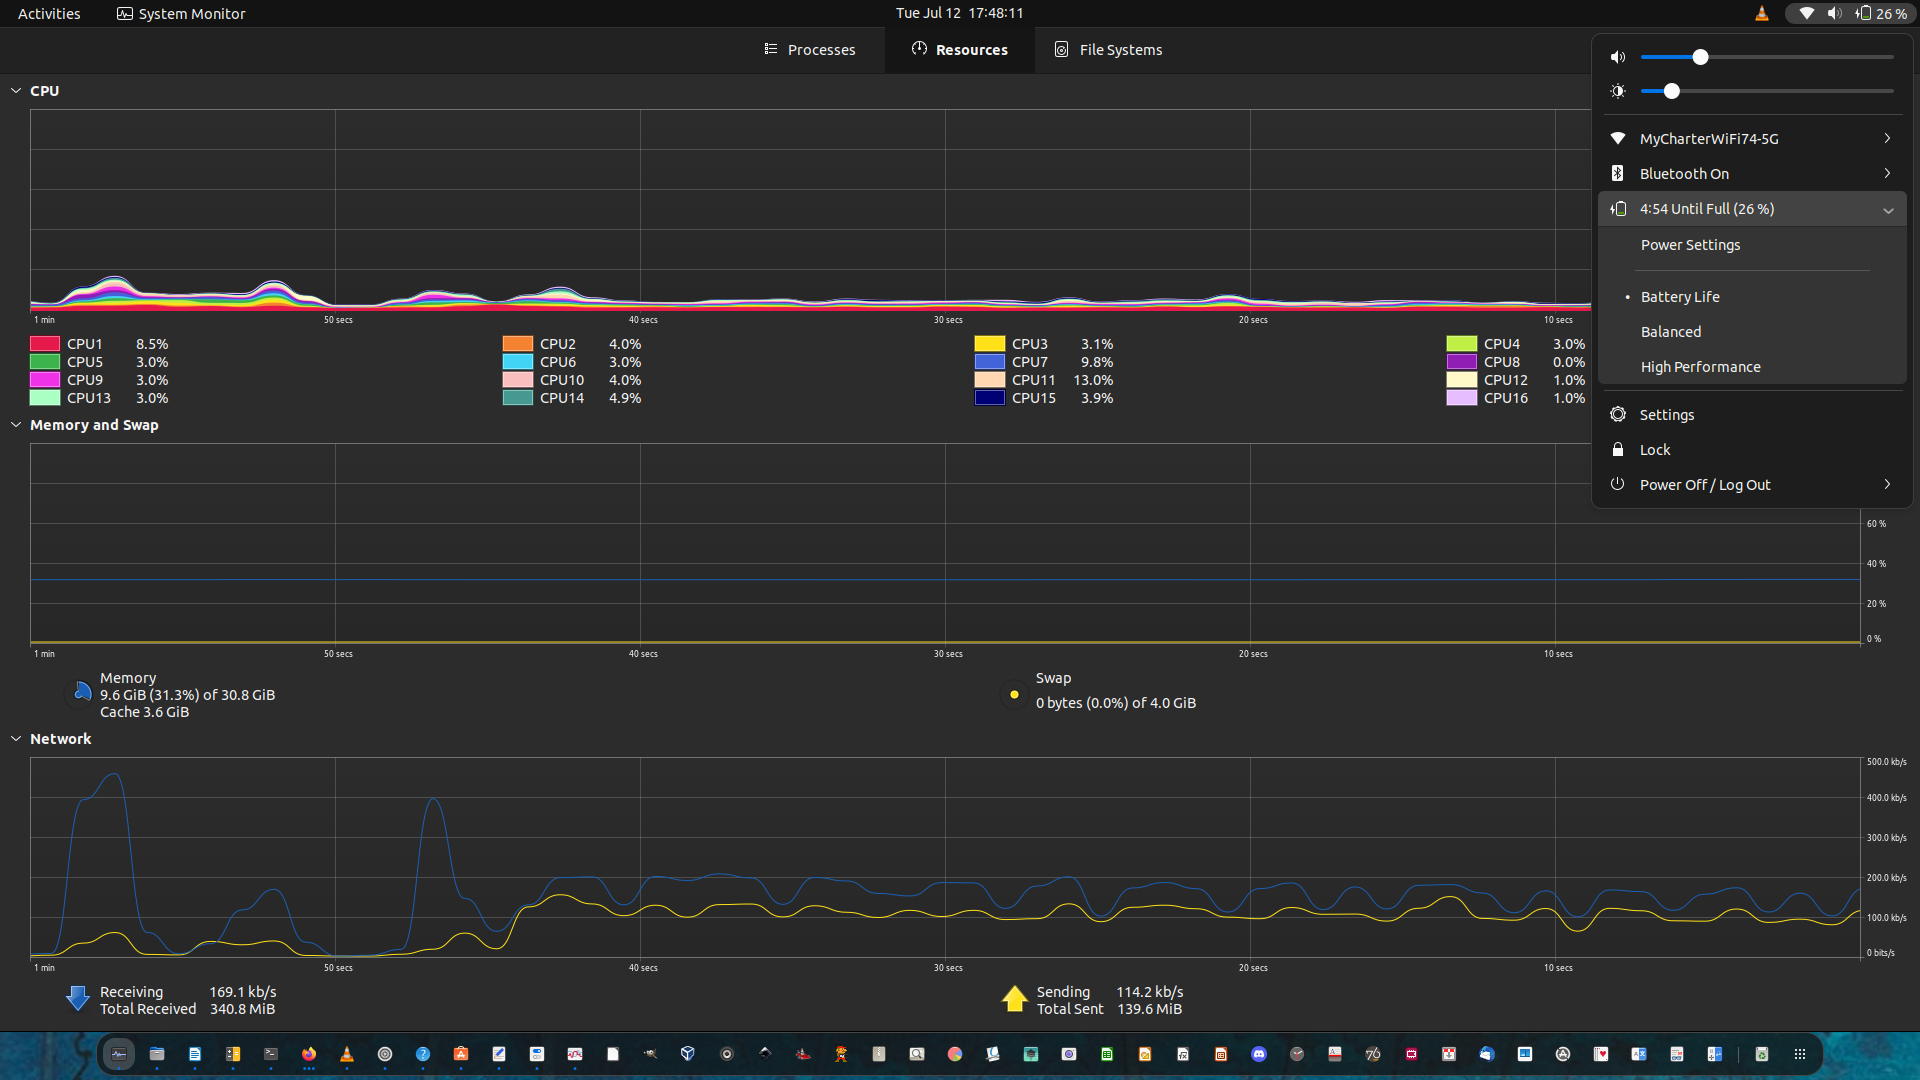 Activities
System Monitor
Tue Jul 12 17:48:11
26 %
Processes
Resources
File Systems
CPU
1 min
50 secs
40 secs
30 secs
20 secs
10 secs
CPU1 8.5%
CPU2 4.0%
CPU3 3.1%
CPU4 3.0%
CPU5 3.0%
CPU6 3.0%
CPU7 9.8%
CPU8 0.0%
CPU9 3.0%
CPU10 4.0%
CPU11 13.0%
CPU12 1.0%
CPU13 3.0%
CPU14 4.9%
CPU15 3.9%
CPU16 1.0%
MyCharterWiFi74-5G
Bluetooth On
4:54 Until Full (26 %)
Power Settings
• Battery Life
Balanced
High Performance
Settings
Lock
Power Off / Log Out
Memory and Swap
60 %
40 %
20 %
0 %
1 min
50 secs
40 secs
30 secs
20 secs
10 secs
Memory
9.6 GiB (31.3%) of 30.8 GiB
Cache 3.6 GiB
Swap
0 bytes (0.0%) of 4.0 GiB
Network
500.0 kb/s
400.0 kb/s
300.0 kb/s
200.0 kb/s
100.0 kb/s
0 bits/s
1 min
50 secs
40 secs
30 secs
20 secs
10 secs
Receiving 169.1 kb/s
Total Received 340.8 MiB
Sending 114.2 kb/s
Total Sent 139.6 MiB
76